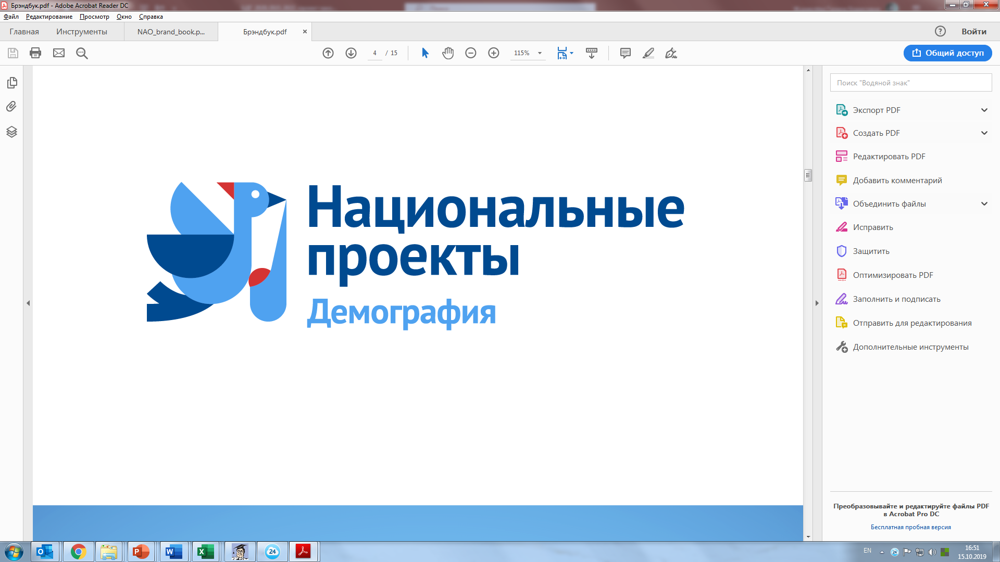 Брэндбук.pdf - Adobe Acrobat Reader DC
Файл Редактирование Просмотр Окно Справка
Главная Инструменты NAO_brand_book.p... Брэндбук.pdf × Войти
4 / 15 115% Общий доступ
Поиск "Водяной знак"
Экспорт PDF
Создать PDF
Редактировать PDF
Добавить комментарий
Объединить файлы
Исправить
Защитить
Оптимизировать PDF
Заполнить и подписать
Отправить для редактирования
Дополнительные инструменты
Национальные
проекты
Демография
Преобразовывайте и редактируйте файлы PDF
в Acrobat Pro DC
Бесплатная пробная версия
24
EN 24 16:51
15.10.2019